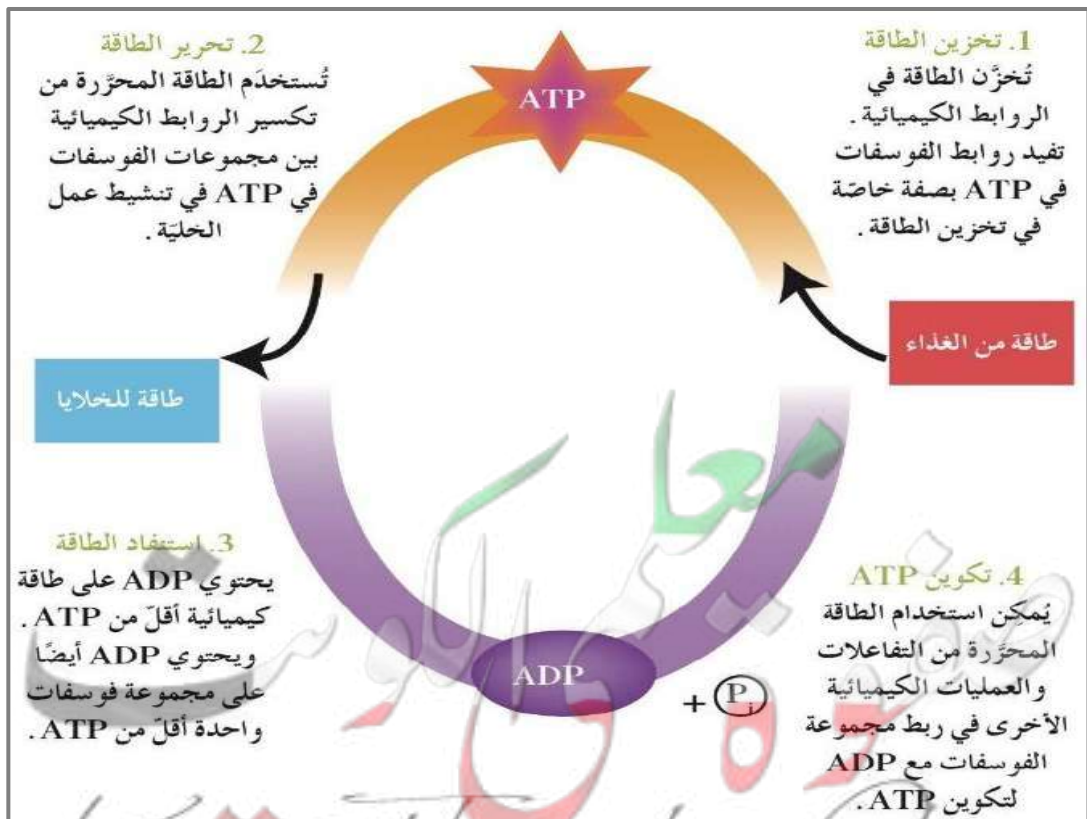 1. تخزين الطاقة
تُخزَّن الطاقة في
الروابط الكيميائية.
تفيد روابط الفوسفات
في ATP بصفة خاصّة
في تخزين الطاقة.
ATP
2. تحرير الطاقة
تُستخدَم الطاقة المحرَّرة من
تكسير الروابط الكيميائية
بين مجموعات الفوسفات
في ATP في تنشيط عمل
الخليّة.
طاقة من الغذاء
طاقة للخلايا
3. استنفاد الطاقة
يحتوي ADP على طاقة
كيميائية أقلّ من ATP.
ويحتوي ADP أيضًا
على مجموعة فوسفات
واحدة أقلّ من ATP.
ADP
+ Pi
4. تكوين ATP
يُمكِن استخدام الطاقة
المحرَّرة من التفاعلات
والعمليات الكيميائية
الأخرى في ربط مجموعة
الفوسفات مع ADP
لتكوين ATP.
صفوة معلمي الكويت